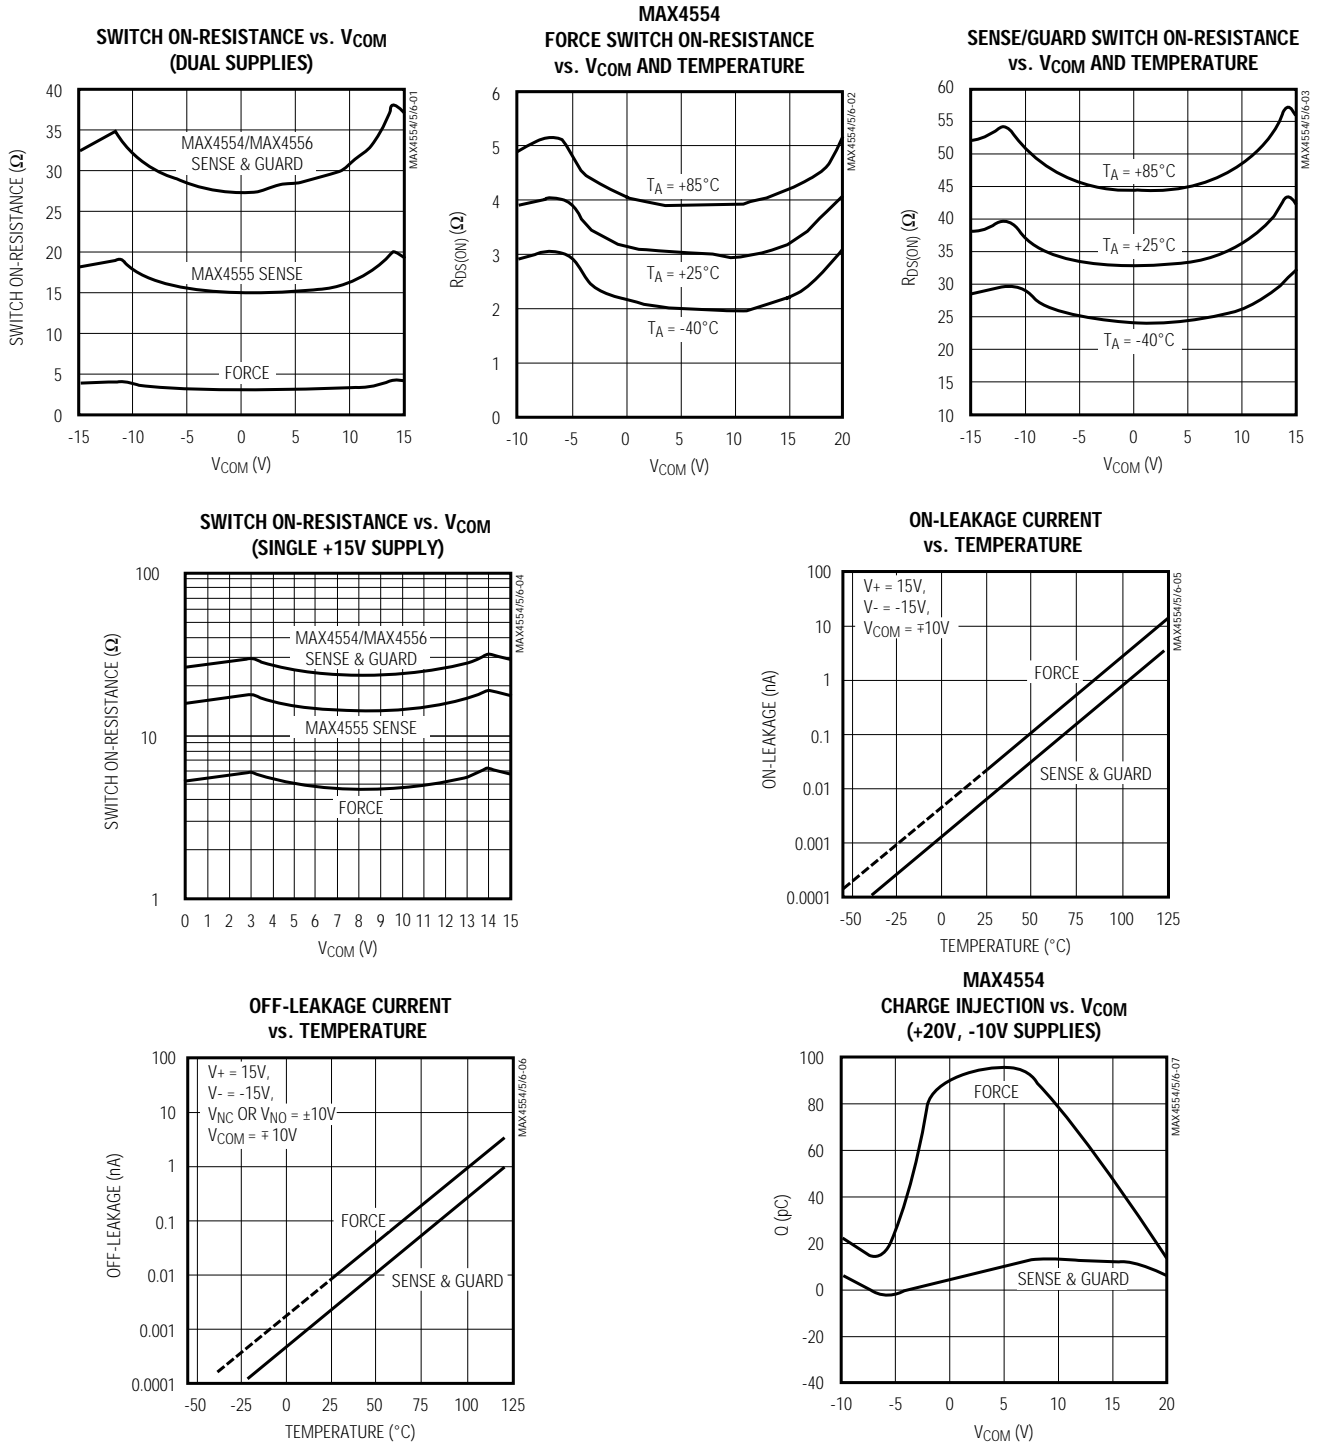 SWITCH ON-RESISTANCE vs. VCOM
(DUAL SUPPLIES)
40
35
30
25
20
15
10
5
0
SWITCH ON-RESISTANCE (Ω)
MAX4554/MAX4556
SENSE & GUARD
MAX4555 SENSE
FORCE
MAX4554/5/6-01
-15 -10 -5 0 5 10 15
VCOM (V)
MAX4554
FORCE SWITCH ON-RESISTANCE
vs. VCOM AND TEMPERATURE
6
5
4
3
2
1
0
RDS(ON) (Ω)
TA = +85°C
TA = +25°C
TA = -40°C
MAX4554/5/6-02
-10 -5 0 5 10 15 20
VCOM (V)
SENSE/GUARD SWITCH ON-RESISTANCE
vs. VCOM AND TEMPERATURE
60
55
50
45
40
35
30
25
20
15
10
RDS(ON) (Ω)
TA = +85°C
TA = +25°C
TA = -40°C
MAX4554/5/6-03
-15 -10 -5 0 5 10 15
VCOM (V)
SWITCH ON-RESISTANCE vs. VCOM
(SINGLE +15V SUPPLY)
100
10
1
SWITCH ON-RESISTANCE (Ω)
MAX4554/MAX4556
SENSE & GUARD
MAX4555 SENSE
FORCE
MAX4554/5/6-04
0 1 2 3 4 5 6 7 8 9 10 11 12 13 14 15
VCOM (V)
ON-LEAKAGE CURRENT
vs. TEMPERATURE
100
10
1
0.1
0.01
0.001
0.0001
ON-LEAKAGE (nA)
V+ = 15V,
V- = -15V,
VCOM = ∓10V
FORCE
SENSE & GUARD
MAX4554/5/6-05
-50 -25 0 25 50 75 100 125
TEMPERATURE (°C)
OFF-LEAKAGE CURRENT
vs. TEMPERATURE
100
10
1
0.1
0.01
0.001
0.0001
OFF-LEAKAGE (nA)
V+ = 15V,
V- = -15V,
VNC OR VNO = ±10V
VCOM = ∓10V
FORCE
SENSE & GUARD
MAX4554/5/6-06
-50 -25 0 25 50 75 100 125
TEMPERATURE (°C)
MAX4554
CHARGE INJECTION vs. VCOM
(+20V, -10V SUPPLIES)
100
80
60
40
20
0
-20
-40
Q (pC)
FORCE
SENSE & GUARD
MAX4554/5/6-07
-10 -5 0 5 10 15 20
VCOM (V)